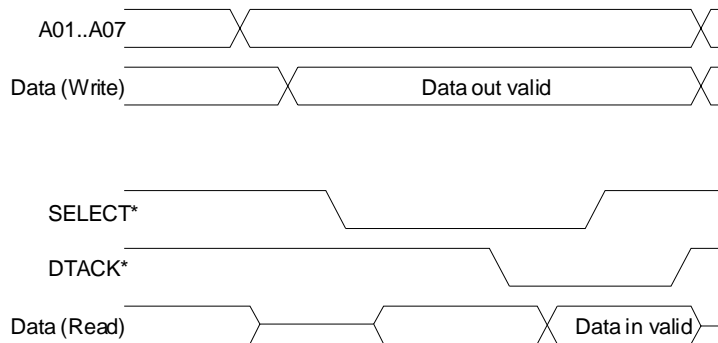 A01..A07
Data (Write)
Data out valid
SELECT*
DTACK*
Data (Read)
Data in valid